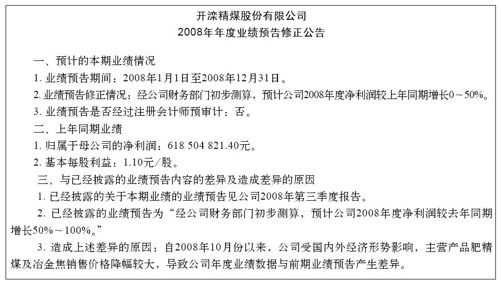 开滦精煤股份有限公司
2008年年度业绩预告修正公告
一、预计的本期业绩情况
1. 业绩预告期间：2008年1月1日至2008年12月31日。
2. 业绩预告修正情况：经公司财务部门初步测算，预计公司2008年度净利润较上年同期增长0～50%。
3. 业绩预告是否经过注册会计师预审计：否。
二、上年同期业绩
1. 归属于母公司的净利润：618 504 821.40元。
2. 基本每股利益：1.10元/股。
三、与已经披露的业绩预告内容的差异及造成差异的原因
1. 已经披露的关于本期业绩的业绩预告见公司2008年第三季度报告。
2. 已经披露的业绩预告为“经公司财务部门初步测算，预计公司2008年度净利润较去年同期
增长50%～100%。”
3. 造成上述差异的原因：自2008年10月份以来，公司受国内外经济形势影响，主营产品肥精
煤及冶金焦销售价格降幅较大，导致公司年度业绩数据与前期业绩预告产生差异。